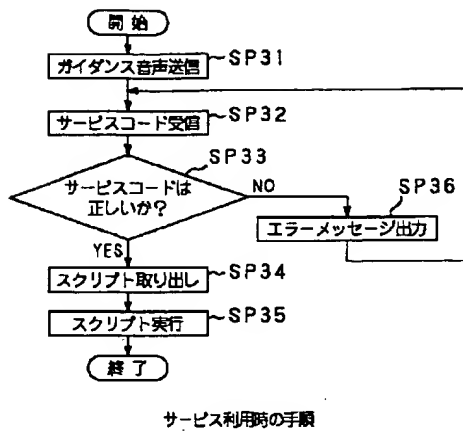 開始
ガイダンス音声送信
SP31
サービスコード受信
SP32
SP33
サービスコードは
正しいか?
NO
SP36
エラーメッセージ出力
YES
スクリプト取り出し
SP34
スクリプト実行
SP35
終了
サービス利用時の手順